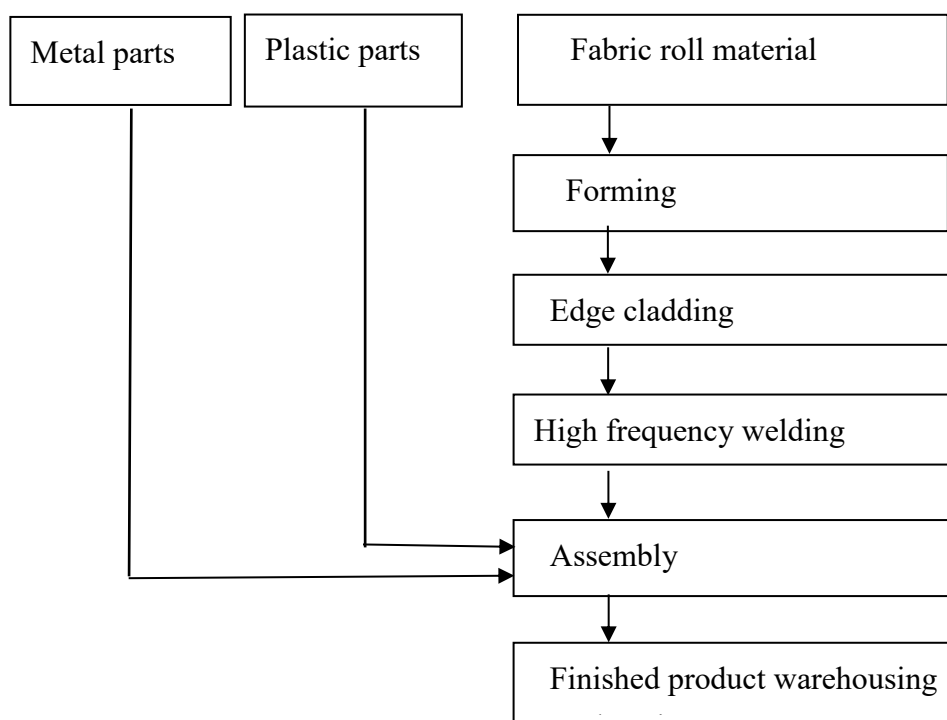 Metal parts
Plastic parts
Fabric roll material
Forming
Edge cladding
High frequency welding
Assembly
Finished product warehousing